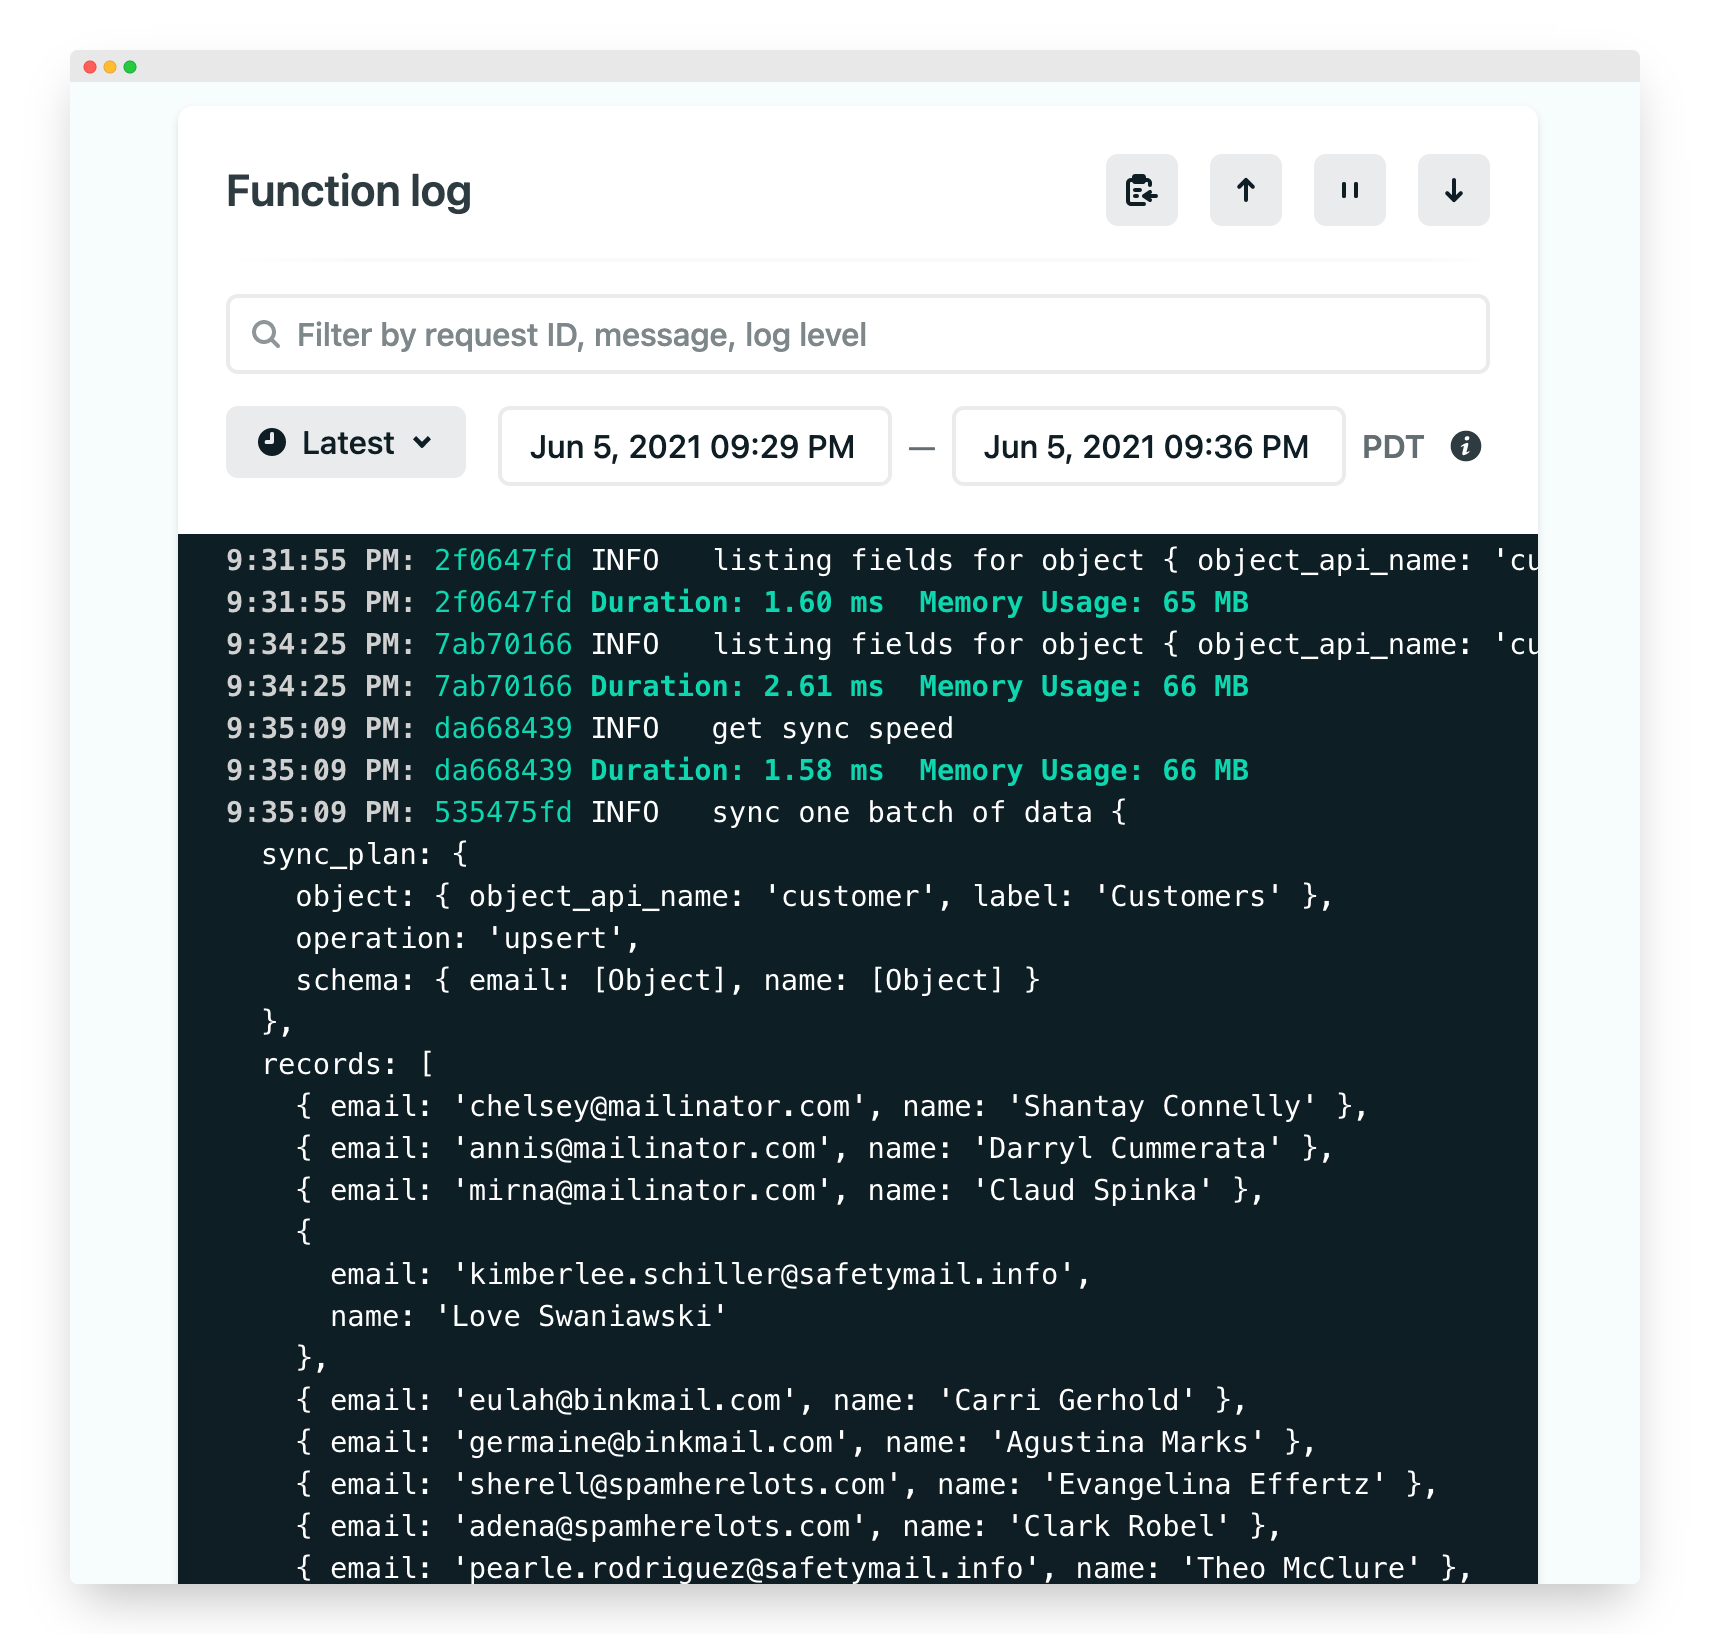 Function log
Filter by request ID, message, log level
Latest Jun 5, 2021 09:29 PM — Jun 5, 2021 09:36 PM PDT
9:31:55 PM: 2f0647fd INFO   listing fields for object { object_api_name: 'cu
9:31:55 PM: 2f0647fd Duration: 1.60 ms  Memory Usage: 65 MB
9:34:25 PM: 7ab70166 INFO   listing fields for object { object_api_name: 'cu
9:34:25 PM: 7ab70166 Duration: 2.61 ms  Memory Usage: 66 MB
9:35:09 PM: da668439 INFO   get sync speed
9:35:09 PM: da668439 Duration: 1.58 ms  Memory Usage: 66 MB
9:35:09 PM: 535475fd INFO   sync one batch of data {
  sync_plan: {
    object: { object_api_name: 'customer', label: 'Customers' },
    operation: 'upsert',
    schema: { email: [Object], name: [Object] }
  },
  records: [
    { email: 'chelsey@mailinator.com', name: 'Shantay Connelly' },
    { email: 'annis@mailinator.com', name: 'Darryl Cummerata' },
    { email: 'mirna@mailinator.com', name: 'Claud Spinka' },
    {
      email: 'kimberlee.schiller@safetymail.info',
      name: 'Love Swaniawski'
    },
    { email: 'eulah@binkmail.com', name: 'Carri Gerhold' },
    { email: 'germaine@binkmail.com', name: 'Agustina Marks' },
    { email: 'sherell@spamherelots.com', name: 'Evangelina Effertz' },
    { email: 'adena@spamherelots.com', name: 'Clark Robel' },
    { email: 'pearle.rodriguez@safetymail.info', name: 'Theo McClure' },